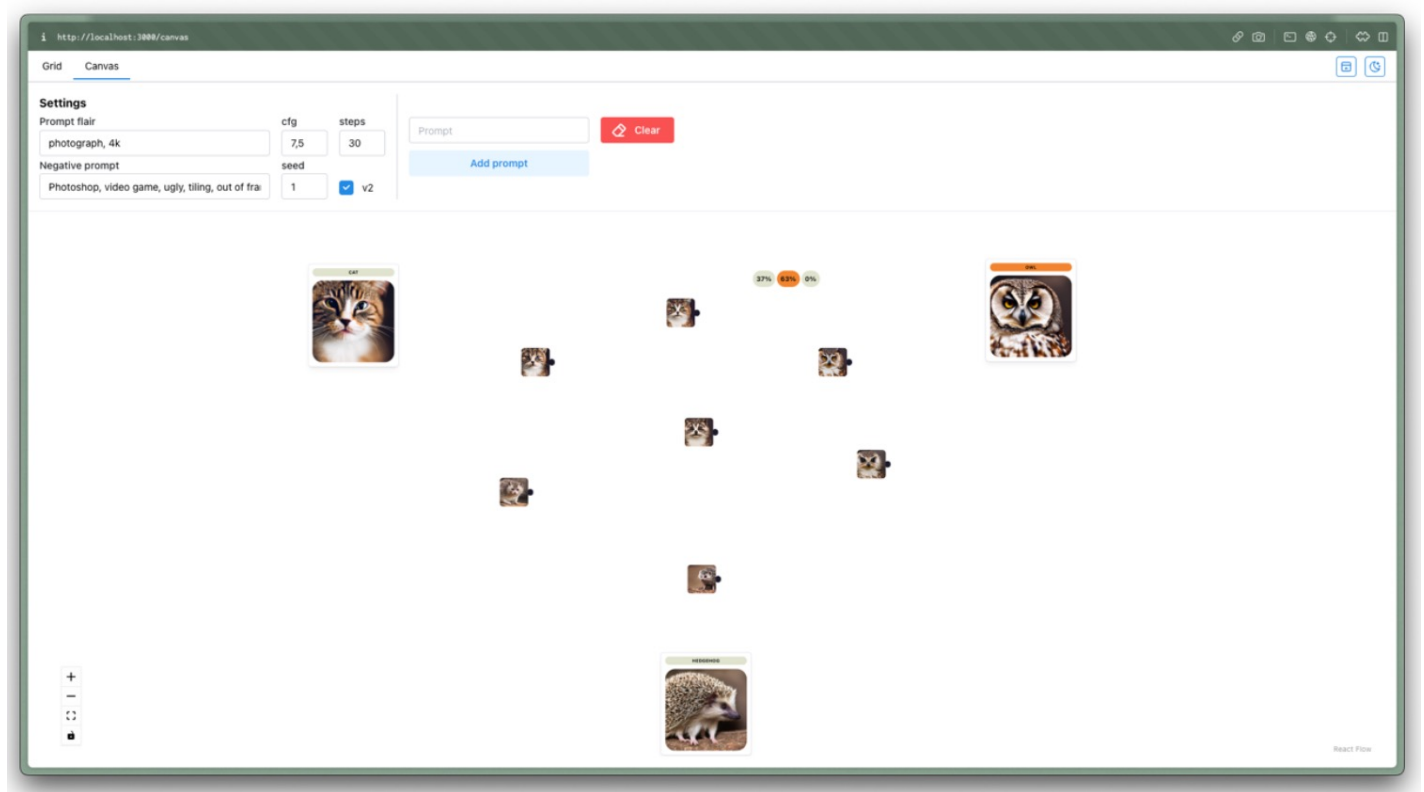 http://localhost:3000/canvas
Grid Canvas
Settings
Prompt flair
cfg
steps
photograph, 4k
7,5
30
Negative prompt
seed
Photoshop, video game, ugly, tiling, out of fra
1
v2
Prompt
Clear
Add prompt
CAT
37% 63% 0%
OWL
HEDGEHOG
React Flow